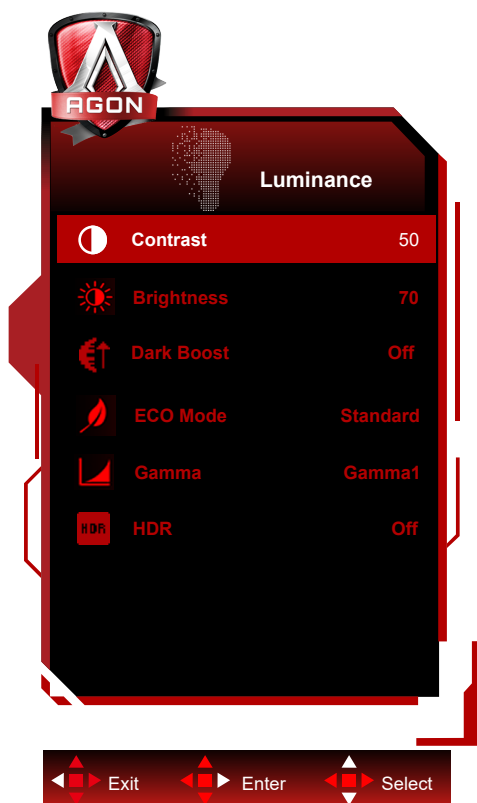 AGON
Luminance
Contrast 50
Brightness 70
Dark Boost Off
ECO Mode Standard
Gamma Gamma1
HDR HDR Off
Exit Enter Select